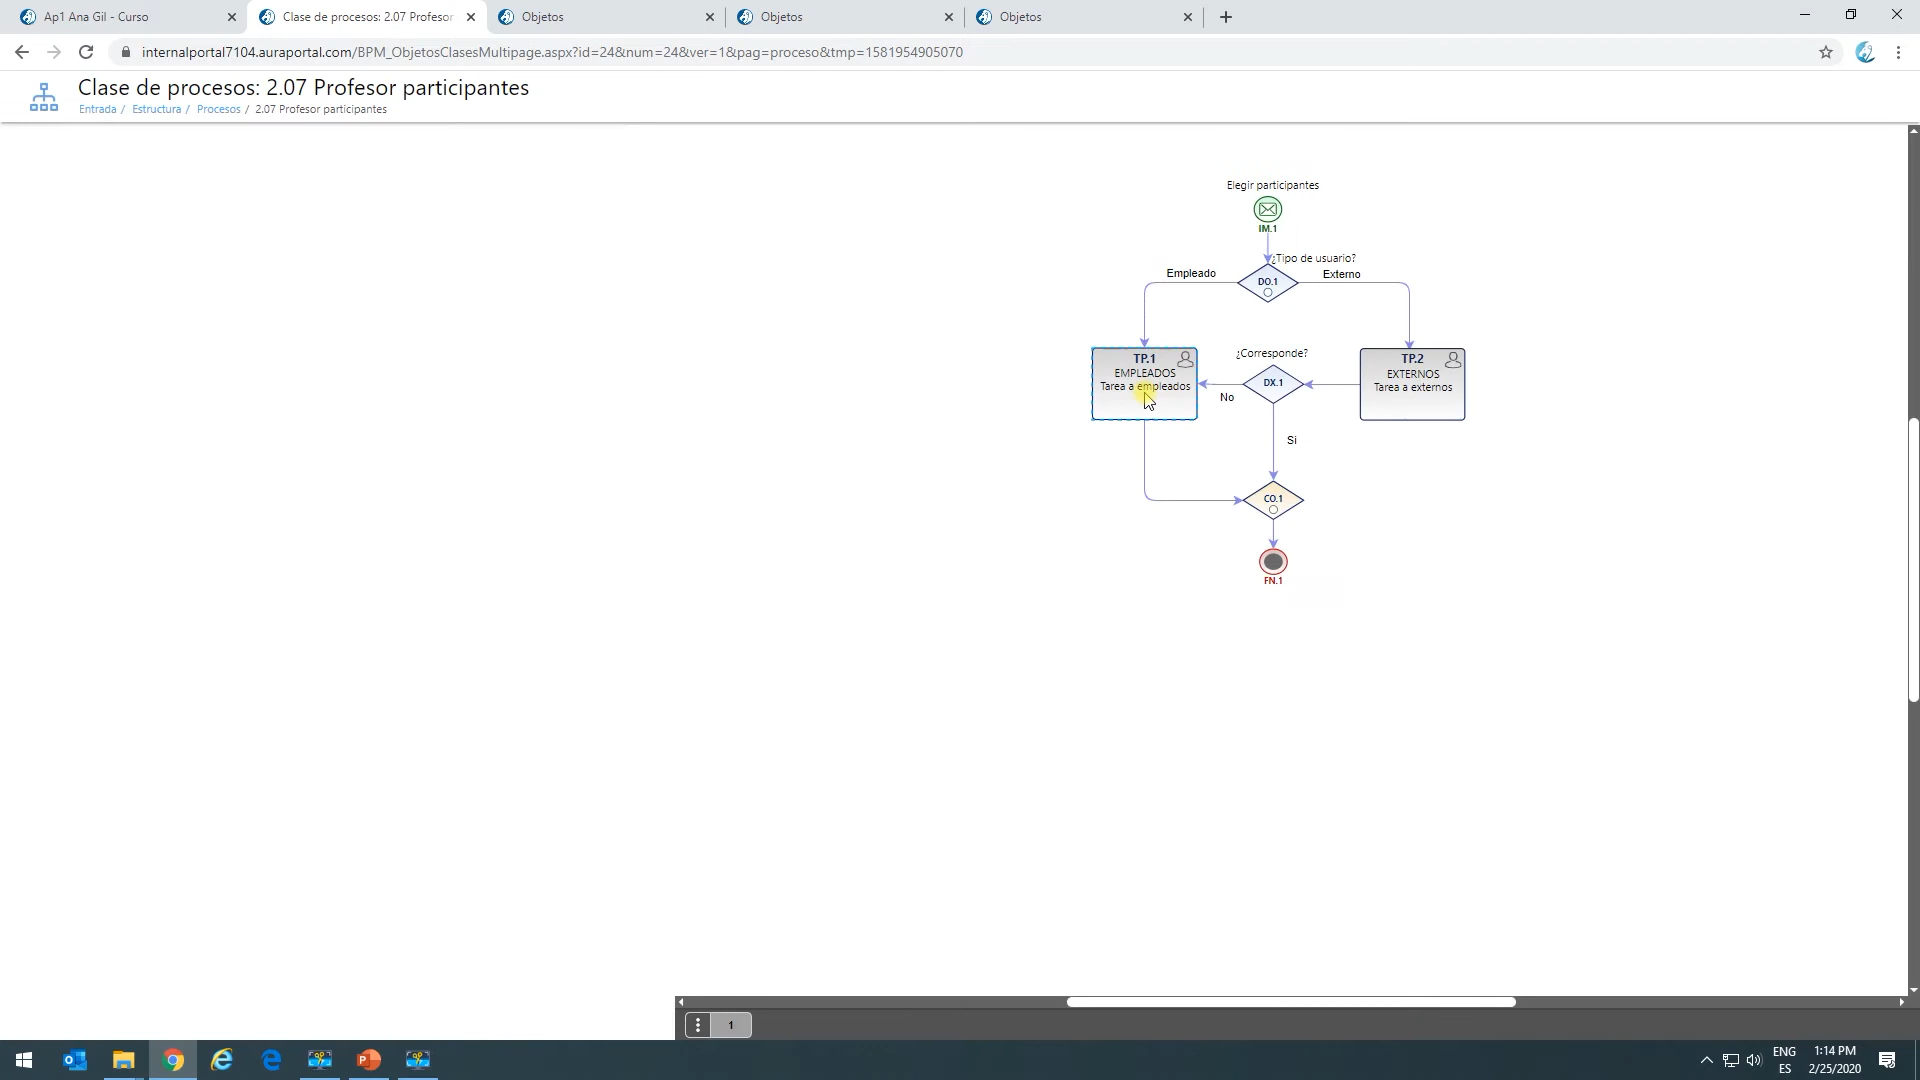 Ap1 Ana Gil - Curso
Clase de procesos: 2.07 Profesor
Objetos
Objetos
Objetos
internalportal7104.auraportal.com/BPM_ObjetosClasesMultipage.aspx?id=24&num=24&ver=1&pag=proceso&tmp=1581954905070
Clase de procesos: 2.07 Profesor participantes
Entrada / Estructura / Procesos / 2.07 Profesor participantes
Elegir participantes
IM.1
¿Tipo de usuario?
Empleado
DO.1
Externo
TP.1
EMPLEADOS
Tarea a empleados
¿Corresponde?
DX.1
No
TP.2
EXTERNOS
Tarea a externos
Si
CO.1
FN.1
1
ENG
ES
1:14 PM
2/25/2020